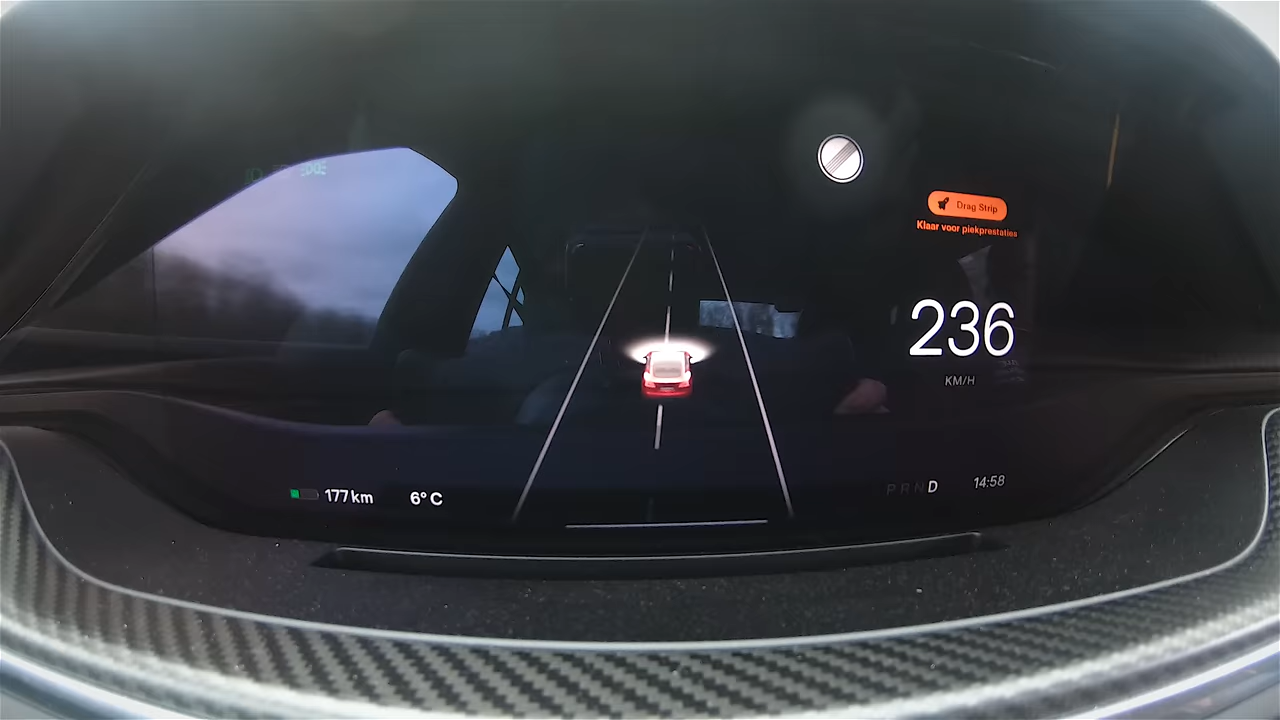 Drag Strip
Klaar voor piekprestaties
236
KM/H
177 km
6° C
P R N D
14:58